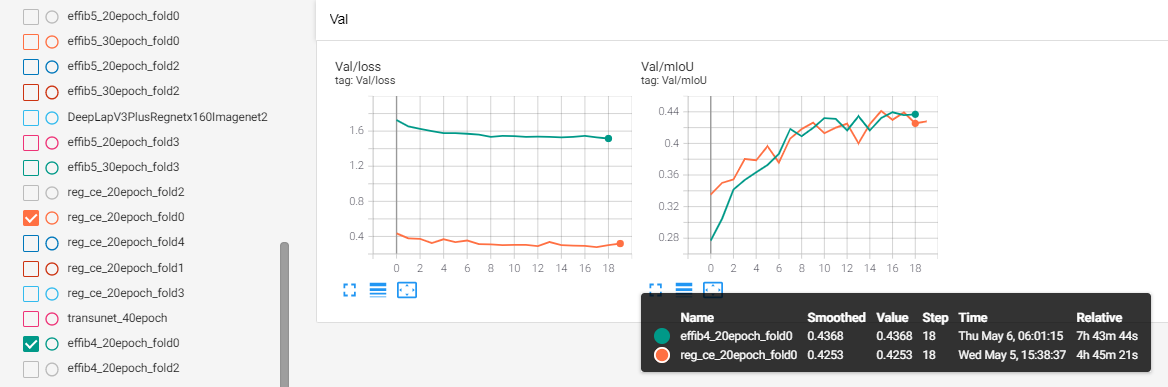 effib5_20epoch_fold0
effib5_30epoch_fold0
effib5_20epoch_fold2
effib5_30epoch_fold2
DeepLapV3PlusRegnetx160Imagenet2
effib5_20epoch_fold3
effib5_30epoch_fold3
reg_ce_20epoch_fold2
reg_ce_20epoch_fold0
reg_ce_20epoch_fold4
reg_ce_20epoch_fold1
reg_ce_20epoch_fold3
transunet_40epoch
effib4_20epoch_fold0
effib4_20epoch_fold2
Val
Val/loss
tag: Val/loss
1.6
1.2
0.8
0.4
0 2 4 6 8 10 12 14 16 18
Val/mIoU
tag: Val/mIoU
0.44
0.4
0.36
0.32
0.28
0 2 4 6 8 10 12 14 16 18
Name Smoothed Value Step Time Relative
effib4_20epoch_fold0 0.4368 0.4368 18 Thu May 6, 06:01:15 7h 43m 44s
reg_ce_20epoch_fold0 0.4253 0.4253 18 Wed May 5, 15:38:37 4h 45m 21s